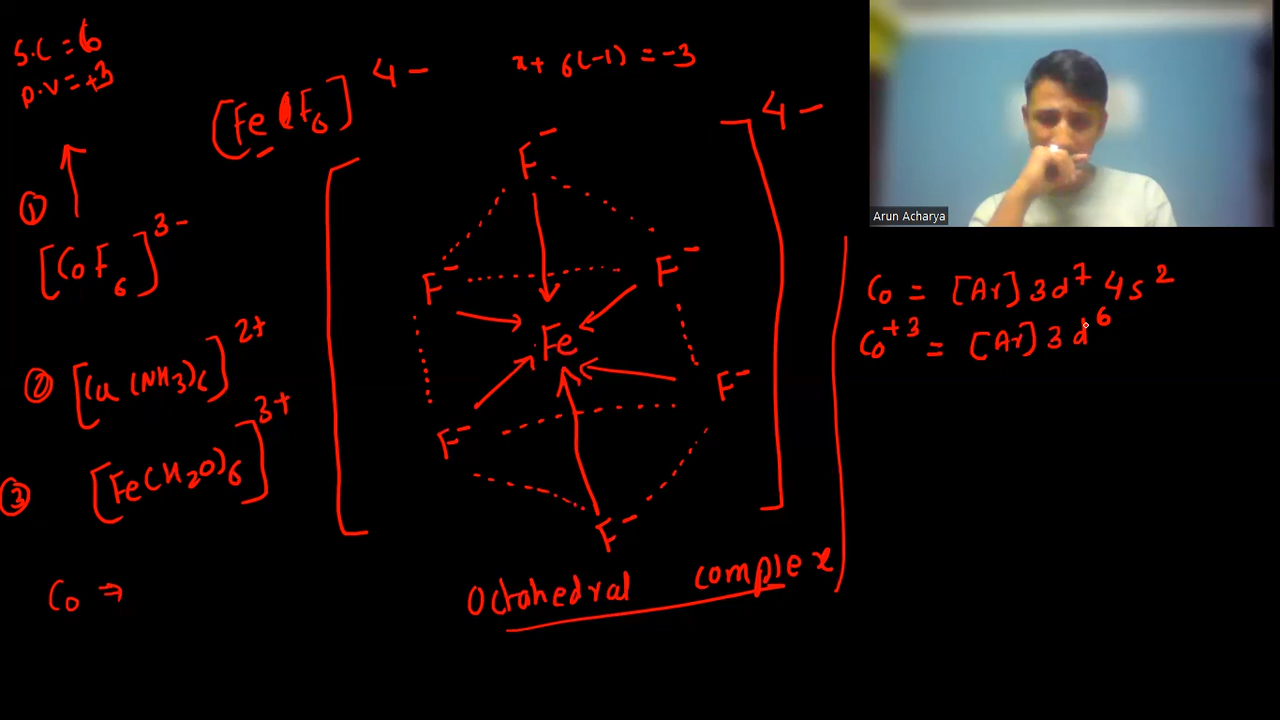 S.C = 6
P.V = +3
[Fe F6]4-
x + 6(-1) = -3
①
[CoF6]3-
② [Cu(NH3)6]2+
③ [Fe(H2O)6]3+
Co ⇒
4-
F-
F- F-
Fe
F- F-
F-
Octahedral complex
Arun Acharya
Co = [Ar] 3d7 4s2
Co+3 = [Ar] 3d6